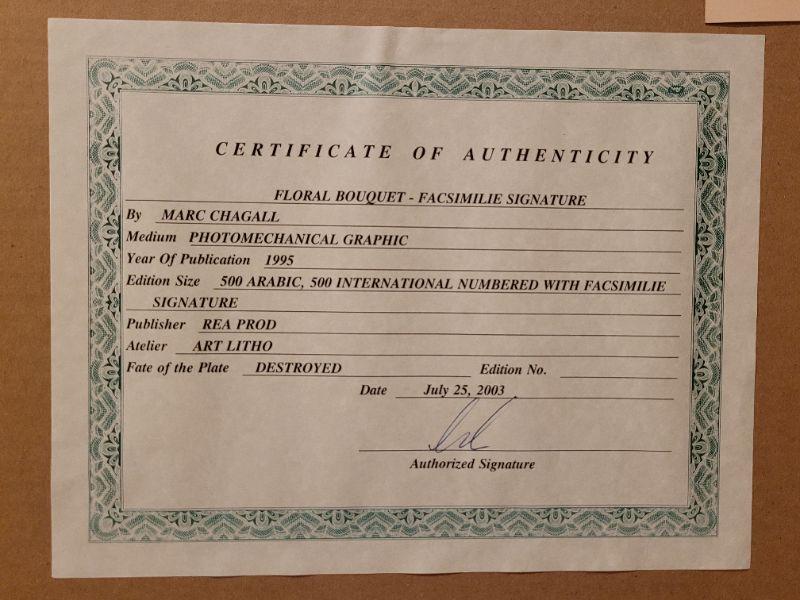 CERTIFICATE OF AUTHENTICITY
FLORAL BOUQUET - FACSIMILIE SIGNATURE
By MARC CHAGALL
Medium PHOTOMECHANICAL GRAPHIC
Year Of Publication 1995
Edition Size 500 ARABIC, 500 INTERNATIONAL NUMBERED WITH FACSIMILIE
SIGNATURE
Publisher REA PROD
Atelier ART LITHO
Fate of the Plate DESTROYED Edition No.
Date July 25, 2003
Authorized Signature